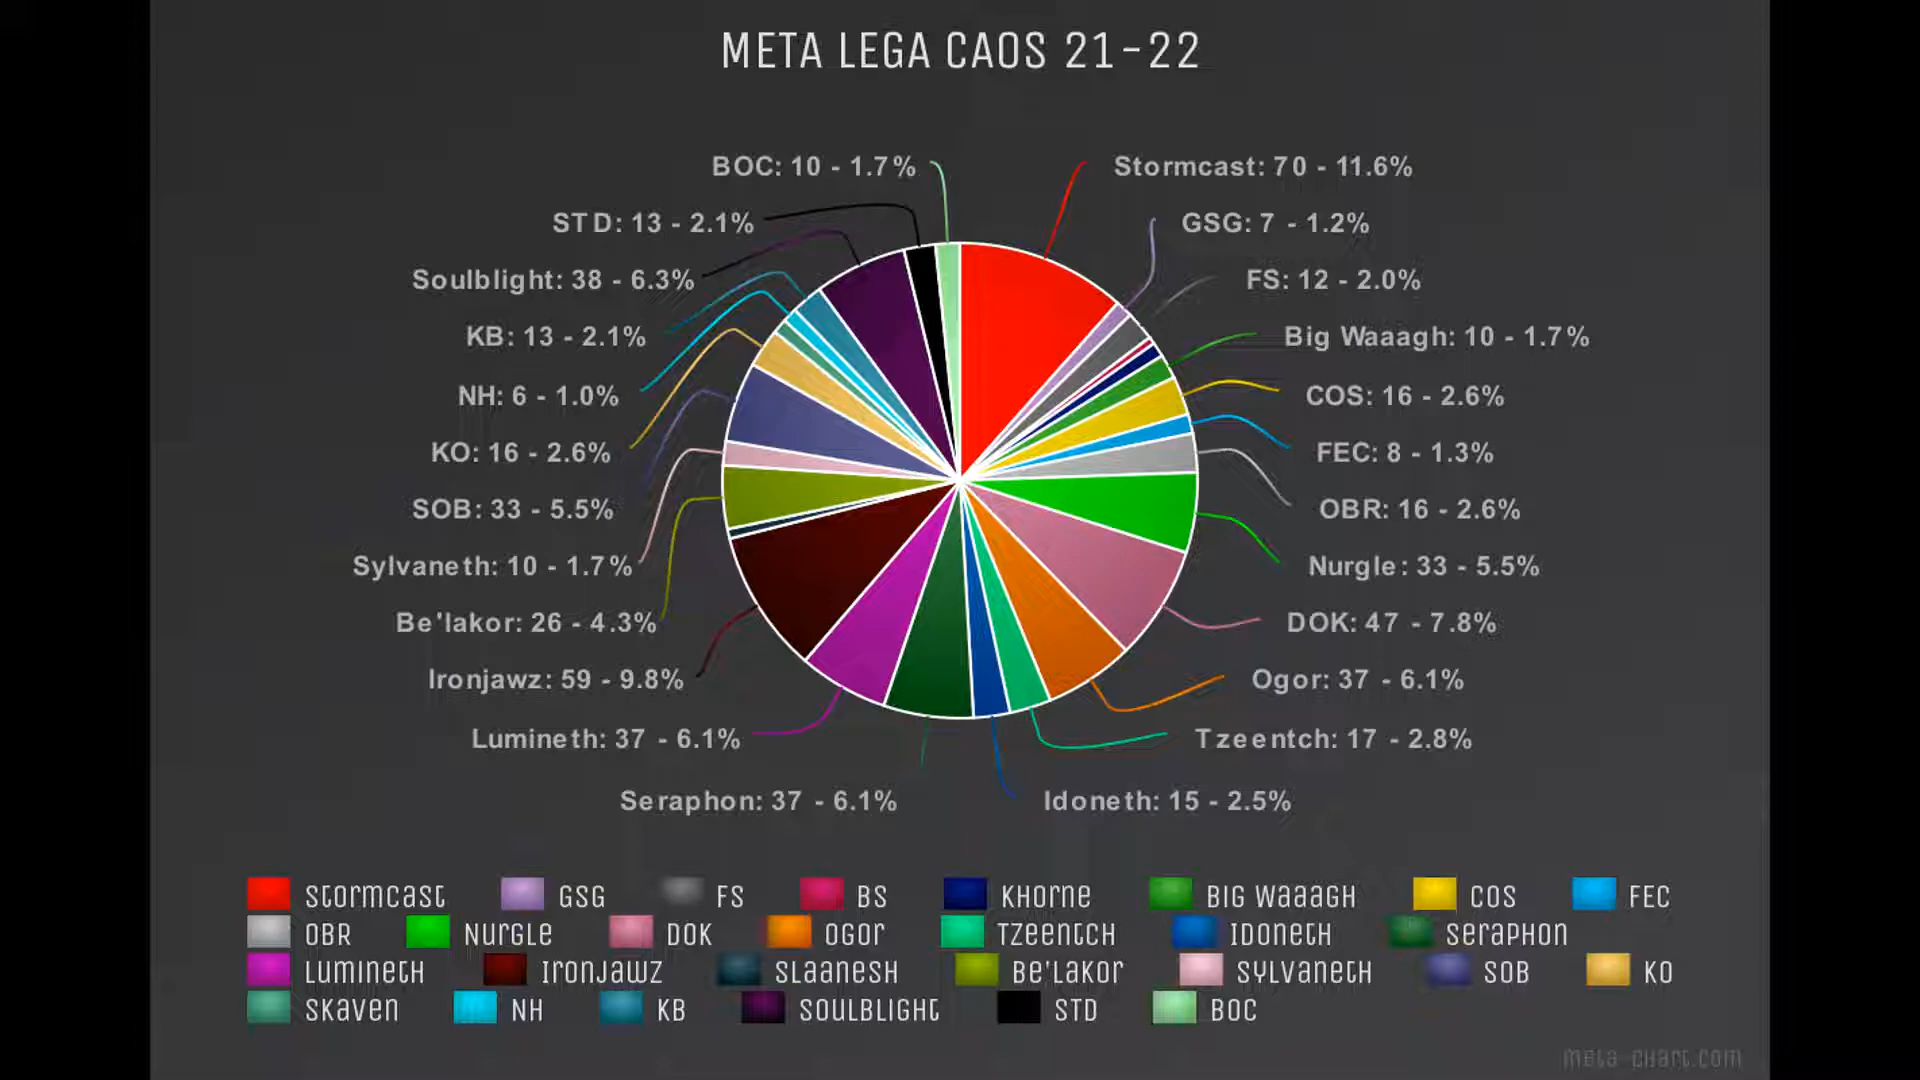 META LEGA CAOS 21-22
BOC: 10 - 1.7%
Stormcast: 70 - 11.6%
STD: 13 - 2.1%
GSG: 7 - 1.2%
Soulblight: 38 - 6.3%
FS: 12 - 2.0%
KB: 13 - 2.1%
Big Waaagh: 10 - 1.7%
NH: 6 - 1.0%
COS: 16 - 2.6%
KO: 16 - 2.6%
FEC: 8 - 1.3%
SOB: 33 - 5.5%
OBR: 16 - 2.6%
Sylvaneth: 10 - 1.7%
Nurgle: 33 - 5.5%
Be'lakor: 26 - 4.3%
DOK: 47 - 7.8%
Ironjawz: 59 - 9.8%
Ogor: 37 - 6.1%
Lumineth: 37 - 6.1%
Tzeentch: 17 - 2.8%
Seraphon: 37 - 6.1%
Idoneth: 15 - 2.5%
Stormcast GSG FS BS Khorne Big Waaagh COS FEC
OBR Nurgle DOK Ogor Tzeentch Idoneth Seraphon
Lumineth Ironjawz Slaanesh Be'lakor Sylvaneth SOB KO
Skaven NH KB Soulblight STD BOC
meta-chart.com